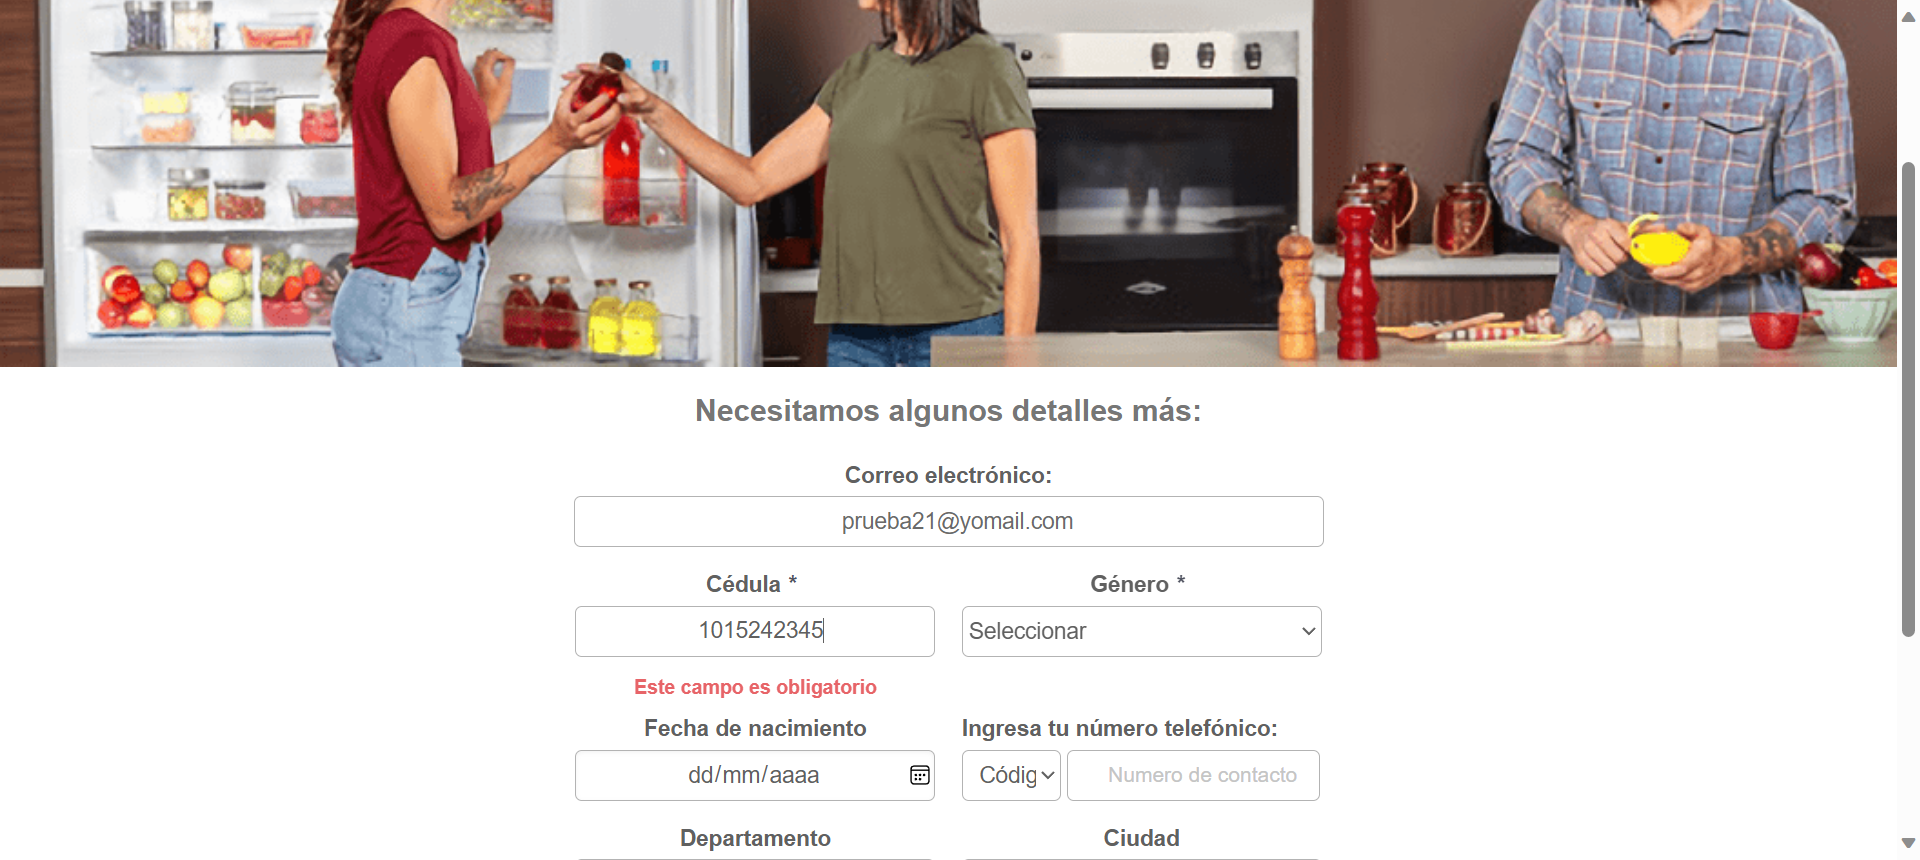 Necesitamos algunos detalles más:
Correo electrónico:
prueba21@yomail.com
Cédula *
Género *
1015242345
Seleccionar
Este campo es obligatorio
Fecha de nacimiento
Ingresa tu número telefónico:
dd/mm/aaaa
Códig
Numero de contacto
Departamento
Ciudad